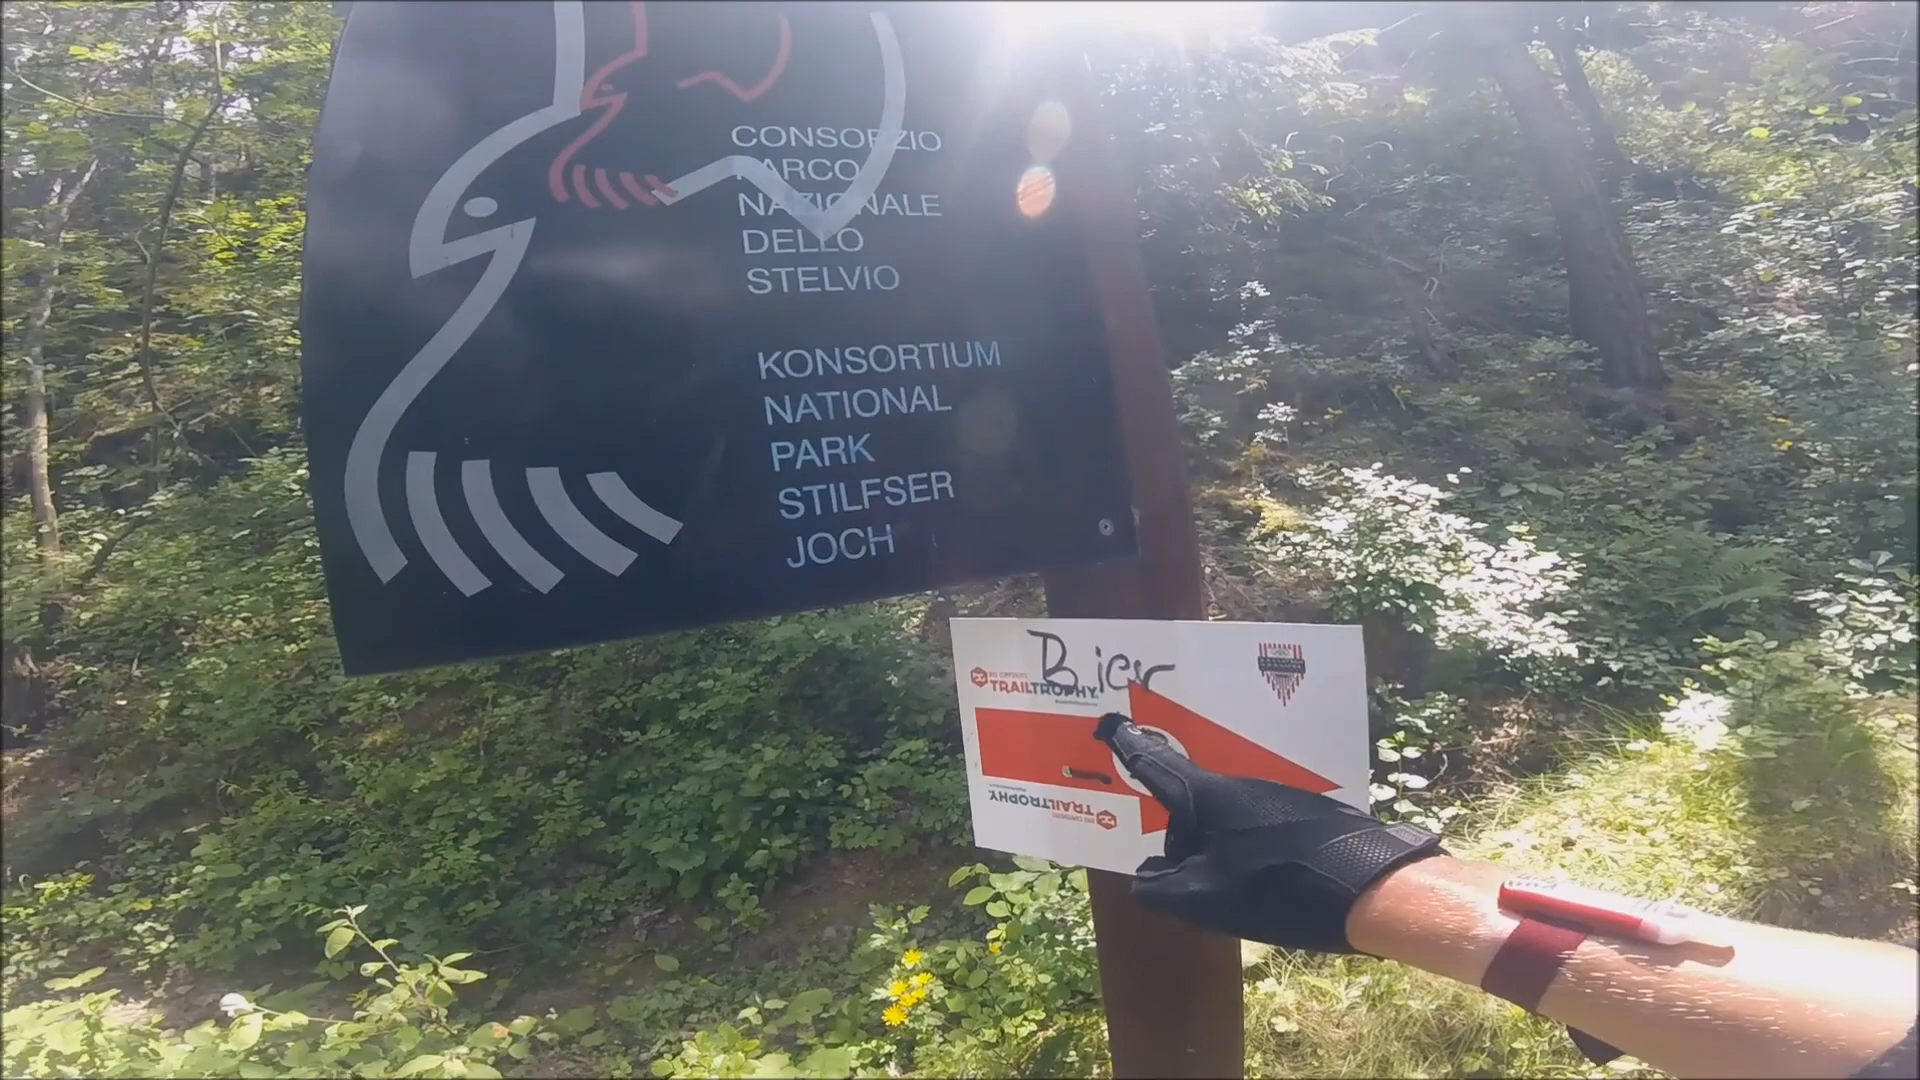 CONSORZIO
PARCO
NAZIONALE
DELLO
STELVIO
KONSORTIUM
NATIONAL
PARK
STILFSER
JOCH
Bier
TRAILTROPHY
TRAILTROPHY